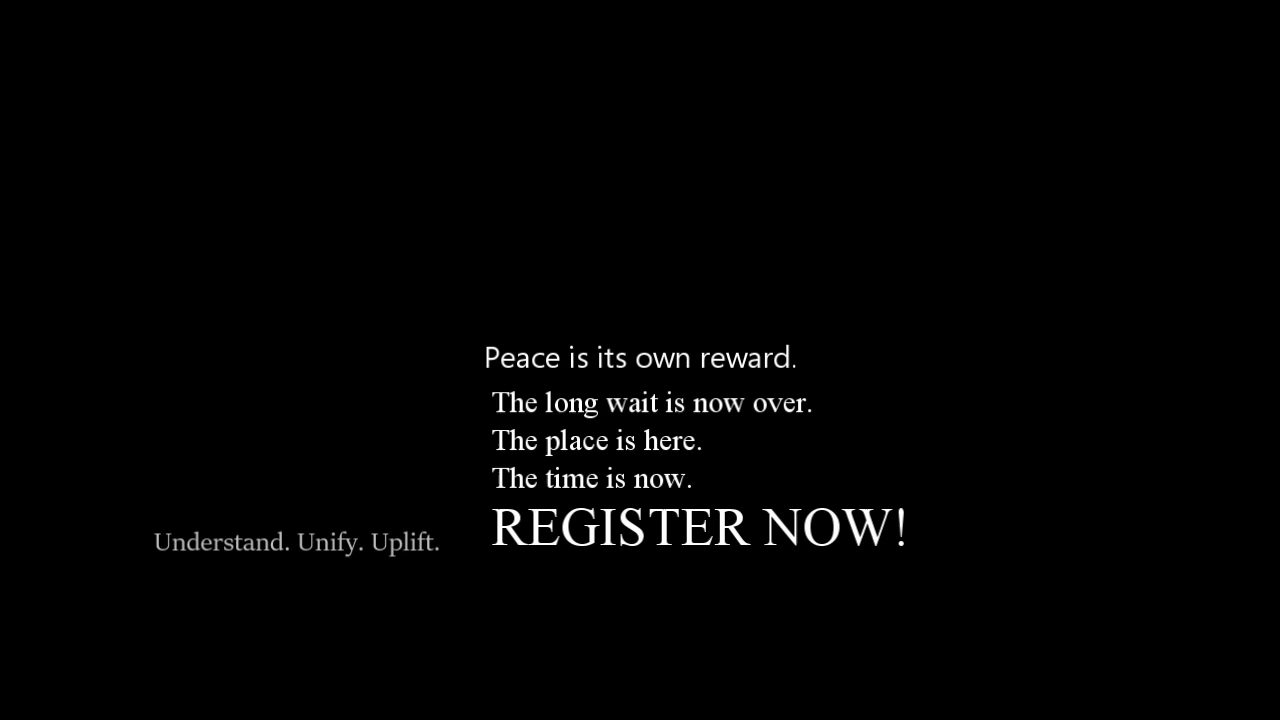 Peace is its own reward.
The long wait is now over.
The place is here.
The time is now.
REGISTER NOW!
Understand. Unify. Uplift.